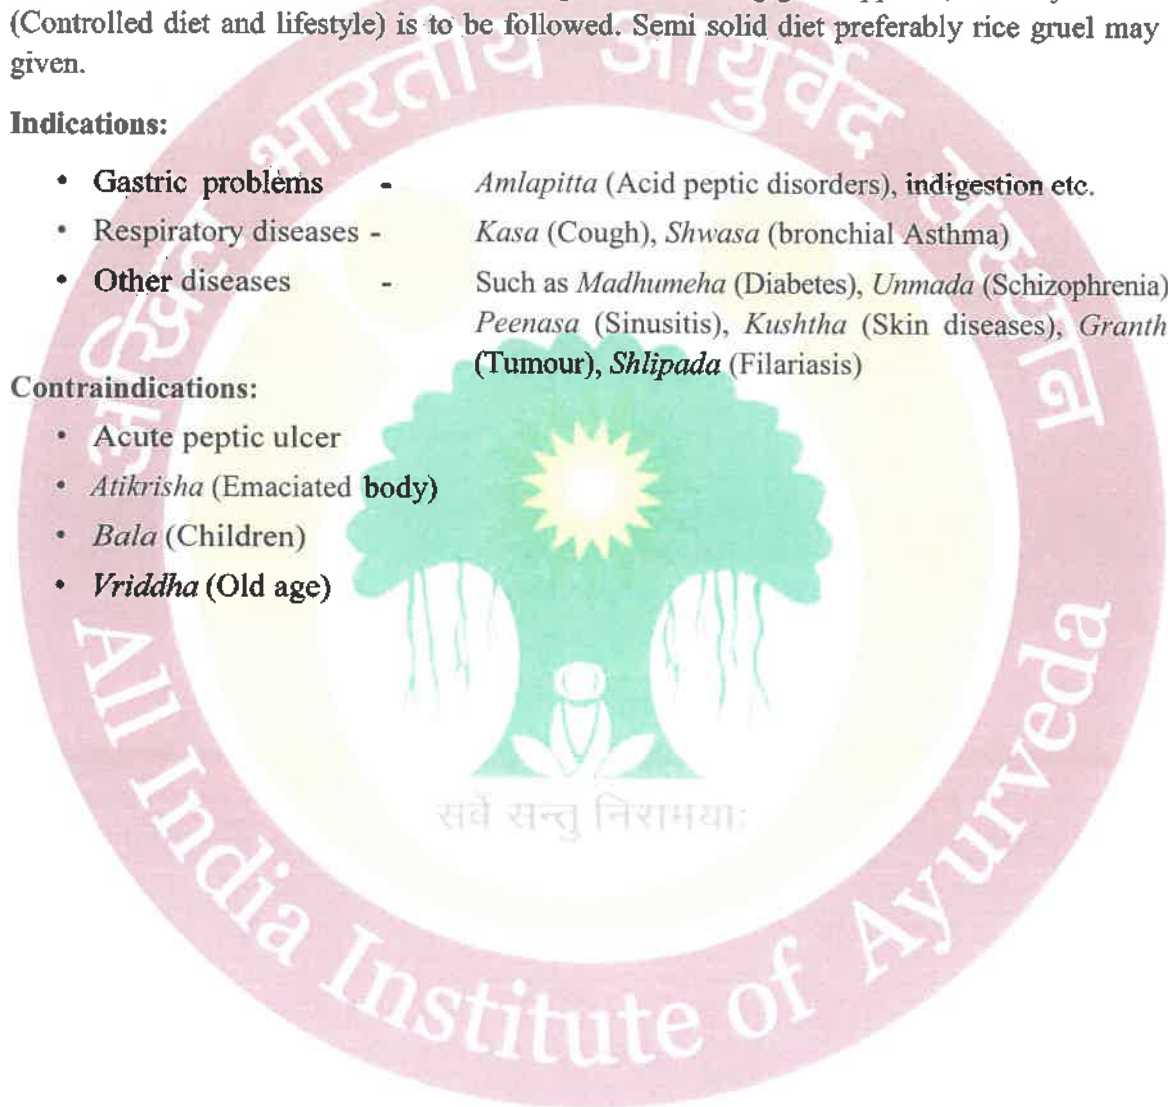 (Controlled diet and lifestyle) is to be followed. Semi solid diet preferably rice gruel may
given.
Indications:
• Gastric problems - Amlapitta (Acid peptic disorders), indigestion etc.
• Respiratory diseases - Kasa (Cough), Shwasa (bronchial Asthma)
• Other diseases - Such as Madhumeha (Diabetes), Unmada (Schizophrenia)
Peenasa (Sinusitis), Kushtha (Skin diseases), Granth
(Tumour), Shlipada (Filariasis)
Contraindications:
• Acute peptic ulcer
• Atikrisha (Emaciated body)
• Bala (Children)
• Vriddha (Old age)
अखिल भारतीय आयुर्वेद संस्थान
सर्वे सन्तु निरामयाः
All India Institute of Ayurveda